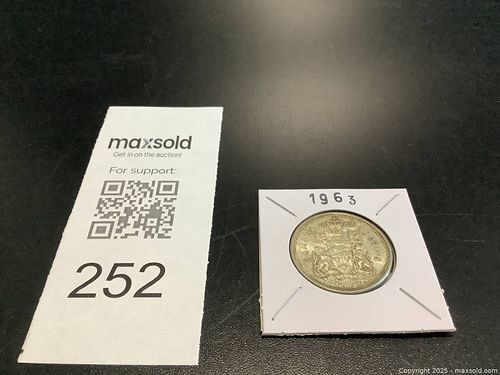 maxsold
Get in on the auction!
For support:
252
1963
Copyright 2025 - maxsold.com